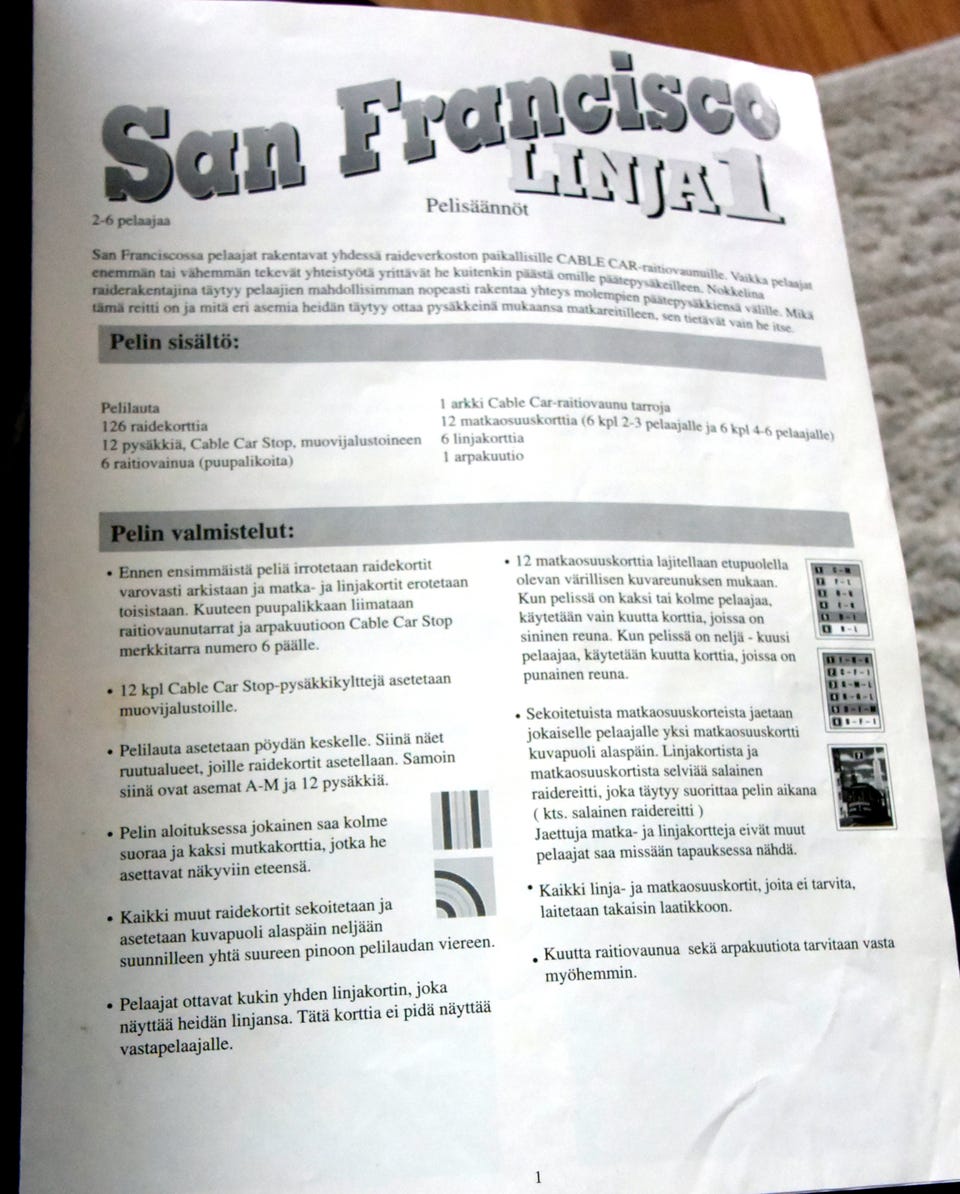 San Francisco
LINJA 1
2-6 pelaajaa
Pelisäännöt
San Franciscossa pelaajat rakentavat yhdessä raideverkoston paikallisille CABLE CAR-raitiovaunuille. Vaikka pelaajat
enemmän tai vähemmän tekevät yhteistyötä yrittävät he kuitenkin päästä omille päätepysäkeilleen. Nokkelina
raiderakentajina täytyy pelaajien mahdollisimman nopeasti rakentaa yhteys molempien päätepysäkkiensä välille. Mikä
tämä reitti on ja mitä eri asemia heidän täytyy ottaa pysäkkeinä mukaansa matkareitilleen, sen tietävät vain he itse.
Pelin sisältö:
Pelilauta
126 raidekorttia
12 pysäkkiä, Cable Car Stop, muovijalustoineen
6 raitiovainua (puupalikoita)
1 arkki Cable Car-raitiovaunu tarroja
12 matkaosuuskorttia (6 kpl 2-3 pelaajalle ja 6 kpl 4-6 pelaajalle)
6 linjakorttia
1 arpakuutio
Pelin valmistelut:
• Ennen ensimmäistä peliä irrotetaan raidekortit
varovasti arkistaan ja matka- ja linjakortit erotetaan
toisistaan. Kuuteen puupalikkaan liimataan
raitiovaunutarrat ja arpakuutioon Cable Car Stop
merkkitarra numero 6 päälle.
• 12 kpl Cable Car Stop-pysäkkikylttejä asetetaan
muovijalustoille.
• Pelilauta asetetaan pöydän keskelle. Siinä näet
ruutualueet, joille raidekortit asetellaan. Samoin
siinä ovat asemat A-M ja 12 pysäkkiä.
• Pelin aloituksessa jokainen saa kolme
suoraa ja kaksi mutkakorttia, jotka he
asettavat näkyviin eteensä.
• Kaikki muut raidekortit sekoitetaan ja
asetetaan kuvapuoli alaspäin neljään
suunnilleen yhtä suureen pinoon pelilaudan viereen.
• Pelaajat ottavat kukin yhden linjakortin, joka
näyttää heidän linjansa. Tätä korttia ei pidä näyttää
vastapelaajalle.
• 12 matkaosuuskorttia lajitellaan etupuolella
olevan värillisen kuvareunuksen mukaan.
Kun pelissä on kaksi tai kolme pelaajaa,
käytetään vain kuutta korttia, joissa on
sininen reuna. Kun pelissä on neljä - kuusi
pelaajaa, käytetään kuutta korttia, joissa on
punainen reuna.
• Sekoitetuista matkaosuuskorteista jaetaan
jokaiselle pelaajalle yksi matkaosuuskortti
kuvapuoli alaspäin. Linjakortista ja
matkaosuuskortista selviää salainen
raidereitti, joka täytyy suorittaa pelin aikana
( kts. salainen raidereitti )
Jaettuja matka- ja linjakortteja eivät muut
pelaajat saa missään tapauksessa nähdä.
• Kaikki linja- ja matkaosuuskortit, joita ei tarvita,
laitetaan takaisin laatikkoon.
• Kuutta raitiovaunua sekä arpakuutiota tarvitaan vasta
myöhemmin.
1